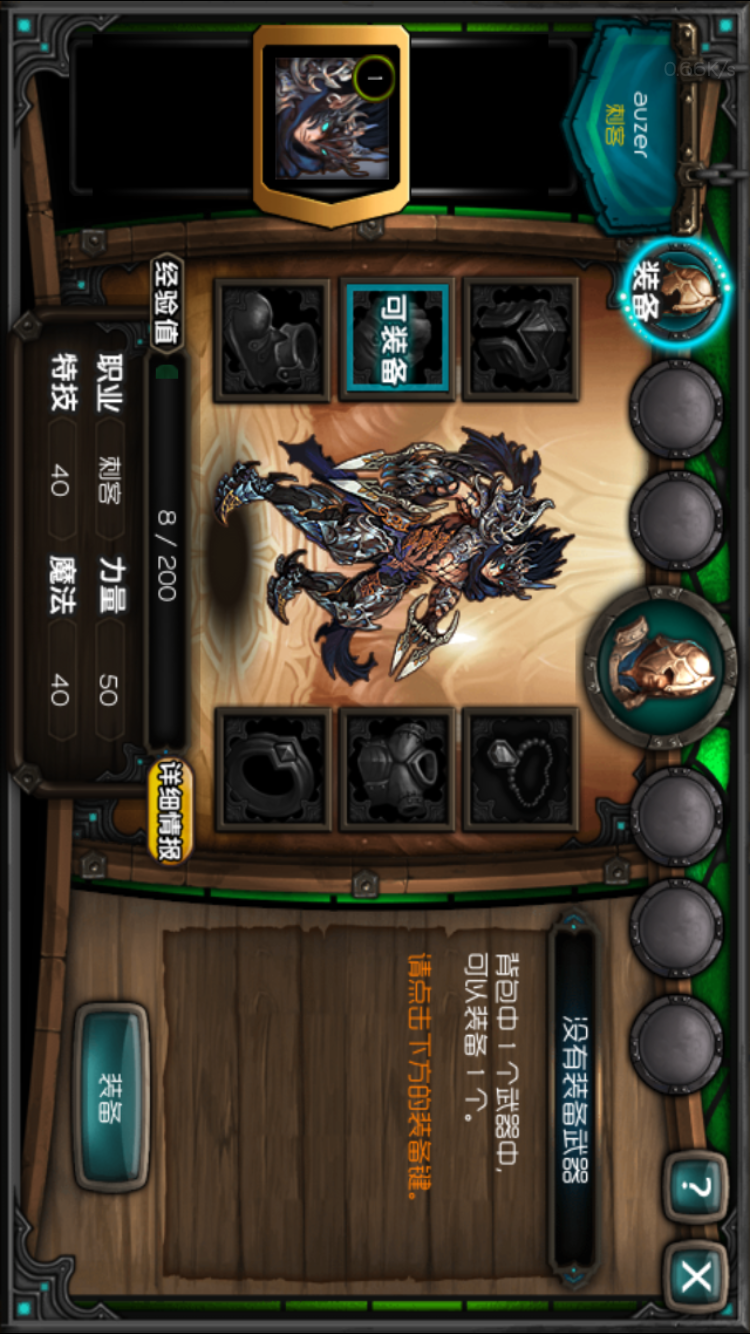 auzer
刺客
1
装备
可装备
经验值
8 / 200
详细情报
职业 刺客 力量 50
特技 40 魔法 40
没有装备武器
背包中 1 个武器中,
可以装备 1 个。
请点击下方的装备键。
装备
?
X